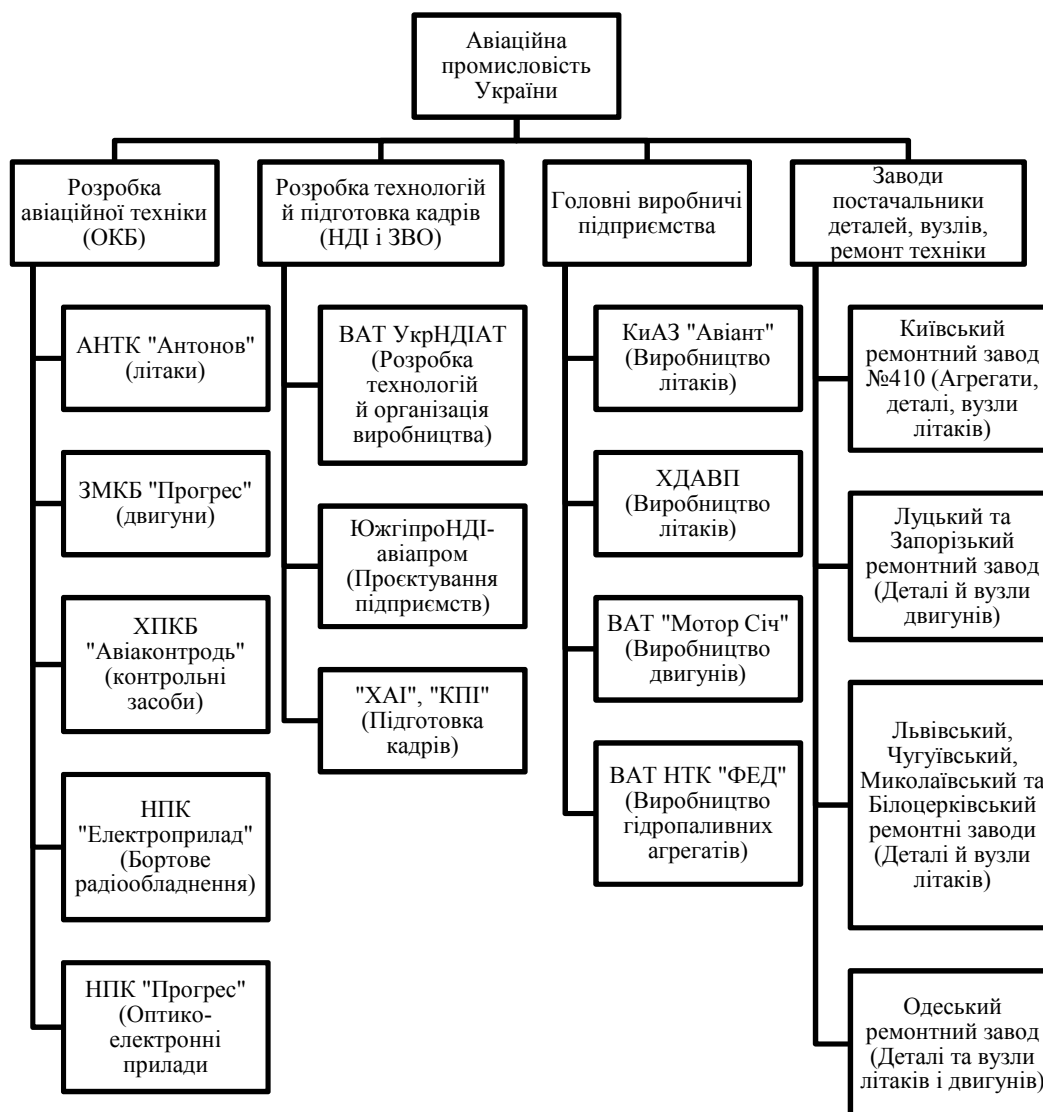 Авіаційна
промисловість
України
Розробка
авіаційної техніки
(ОКБ)
Розробка технологій
й підготовка кадрів
(НДІ і ЗВО)
Головні виробничі
підприємства
Заводи
постачальники
деталей, вузлів,
ремонт техніки
АНТК "Антонов"
(літаки)
ЗМКБ "Прогрес"
(двигуни)
ХПКБ
"Авіаконтродь"
(контрольні
засоби)
НПК
"Електроприлад"
(Бортове
радіообладнення)
НПК "Прогрес"
(Оптико-
електронні
прилади
ВАТ УкрНДІАТ
(Розробка
технологій
й організація
виробництва)
ЮжгіпроНДІ-
авіапром
(Проєктування
підприємств)
"ХАІ", "КПІ"
(Підготовка
кадрів)
КиАЗ "Авіант"
(Виробництво
літаків)
ХДАВП
(Виробництво
літаків)
ВАТ "Мотор Січ"
(Виробництво
двигунів)
ВАТ НТК "ФЕД"
(Виробництво
гідропаливних
агрегатів)
Київський
ремонтний завод
№410 (Агрегати,
деталі, вузли
літаків)
Луцький та
Запорізький
ремонтний завод
(Деталі й вузли
двигунів)
Львівський,
Чугуївський,
Миколаївський та
Білоцерківський
ремонтні заводи
(Деталі й вузли
літаків)
Одеський
ремонтний завод
(Деталі та вузли
літаків і двигунів)